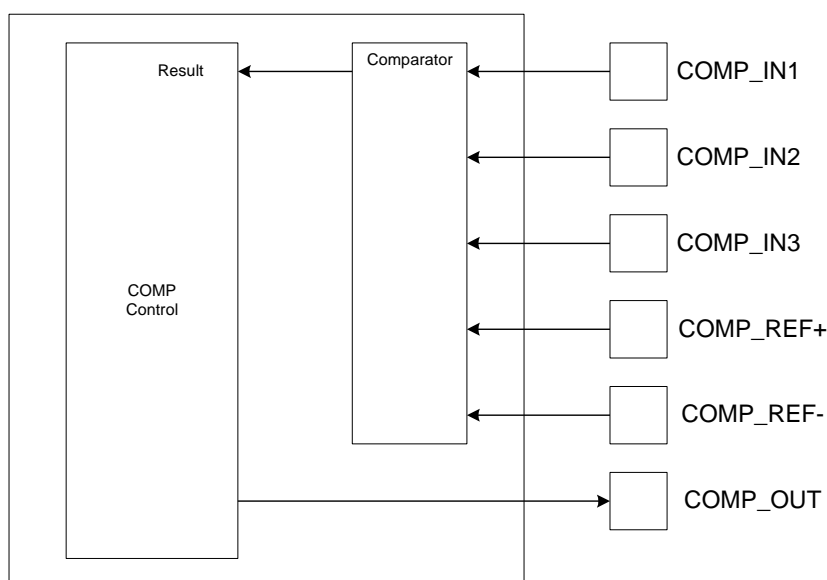 Result
Comparator
COMP_IN1
COMP_IN2
COMP_IN3
COMP
Control
COMP_REF+
COMP_REF-
COMP_OUT